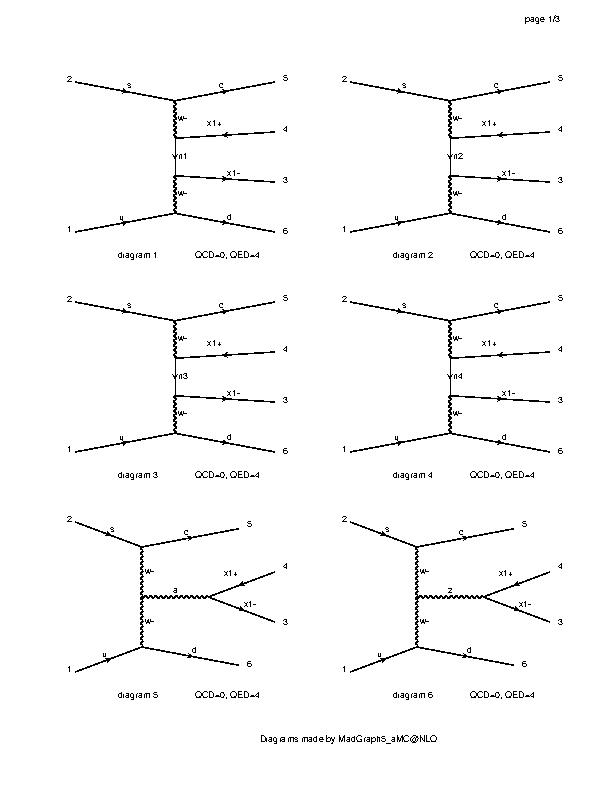 page 1/3
2 s c 5
w-
x1+ 4
n1
x1- 3
w-
u d
1 6
diagram 1 QCD=0, QED=4
2 s c 5
w-
x1+ 4
n2
x1- 3
w-
u d
1 6
diagram 2 QCD=0, QED=4
2 s c 5
w-
x1+ 4
n3
x1- 3
w-
u d
1 6
diagram 3 QCD=0, QED=4
2 s c 5
w-
x1+ 4
n4
x1- 3
w-
u d
1 6
diagram 4 QCD=0, QED=4
2 s c 5
w- x1+ 4
a
w- x1- 3
u d
1 6
diagram 5 QCD=0, QED=4
2 s c 5
w- x1+ 4
z
w- x1- 3
u d
1 6
diagram 6 QCD=0, QED=4
Diagrams made by MadGraph5_aMC@NLO